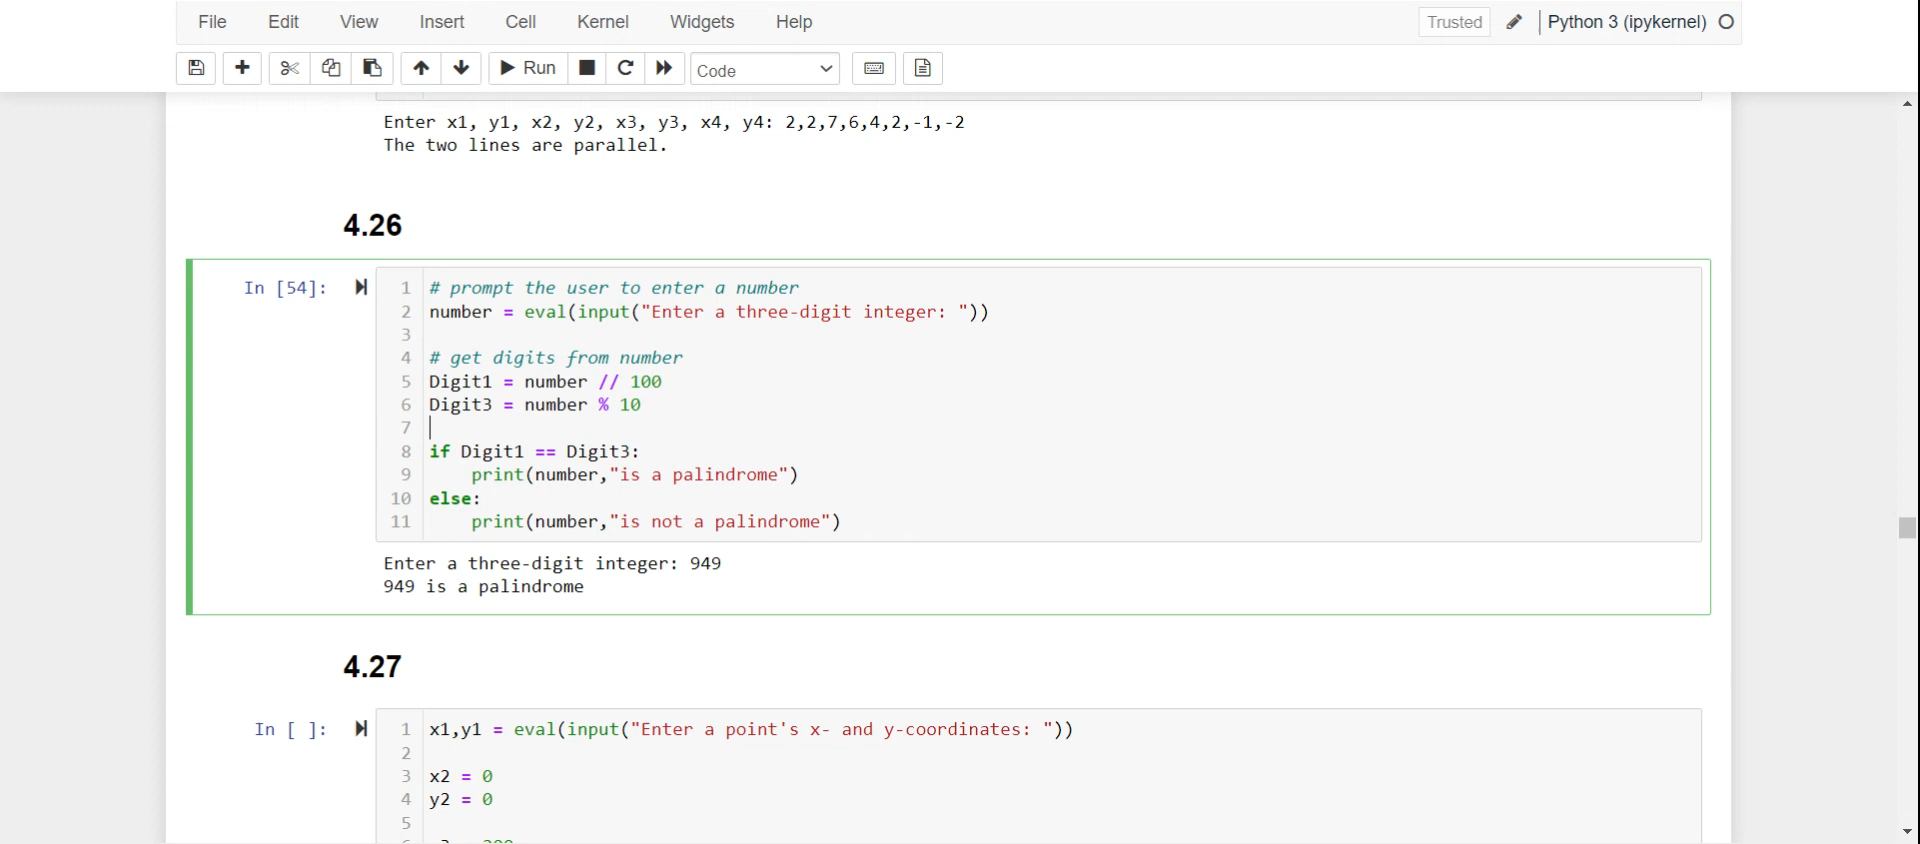 File Edit View Insert Cell Kernel Widgets Help Trusted Python 3 (ipykernel)
Run Code
Enter x1, y1, x2, y2, x3, y3, x4, y4: 2,2,7,6,4,2,-1,-2
The two lines are parallel.
4.26
In [54]:
1 # prompt the user to enter a number
2 number = eval(input("Enter a three-digit integer: "))
3
4 # get digits from number
5 Digit1 = number // 100
6 Digit3 = number % 10
7
8 if Digit1 == Digit3:
9     print(number,"is a palindrome")
10 else:
11     print(number,"is not a palindrome")
Enter a three-digit integer: 949
949 is a palindrome
4.27
In [ ]:
1 x1,y1 = eval(input("Enter a point's x- and y-coordinates: "))
2
3 x2 = 0
4 y2 = 0
5